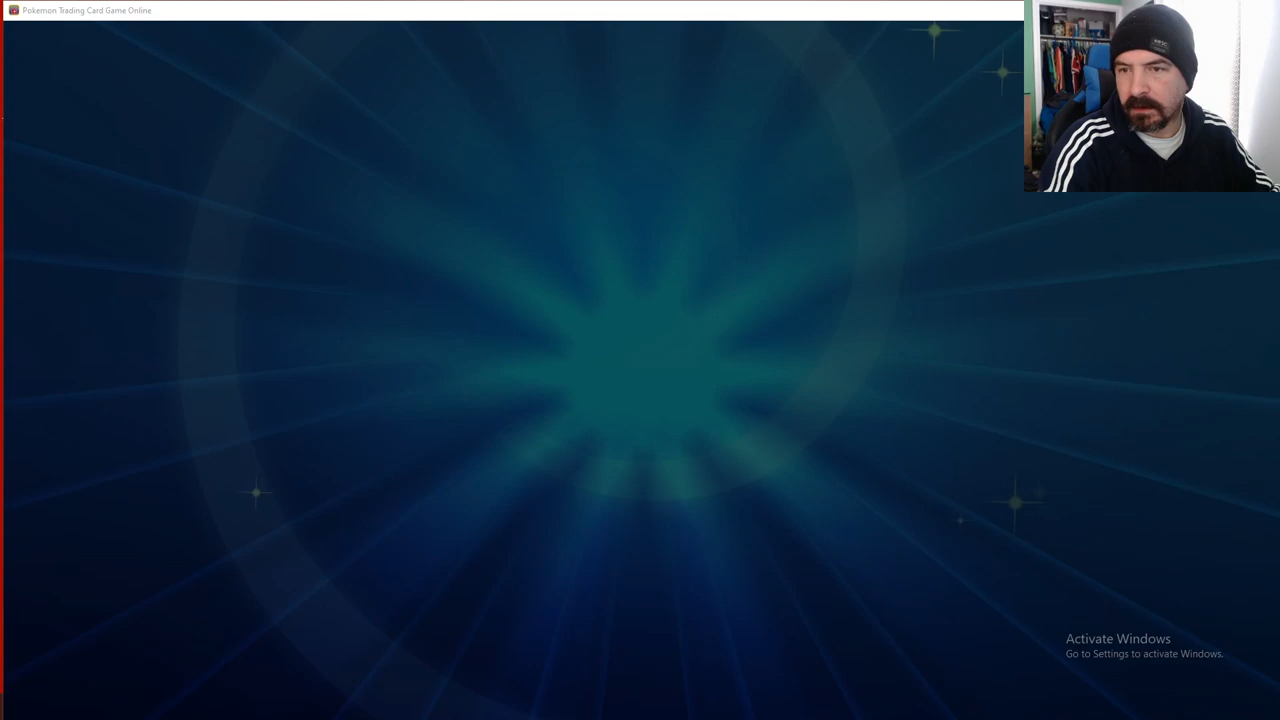 Pokemon Trading Card Game Online
Activate Windows
Go to Settings to activate Windows.